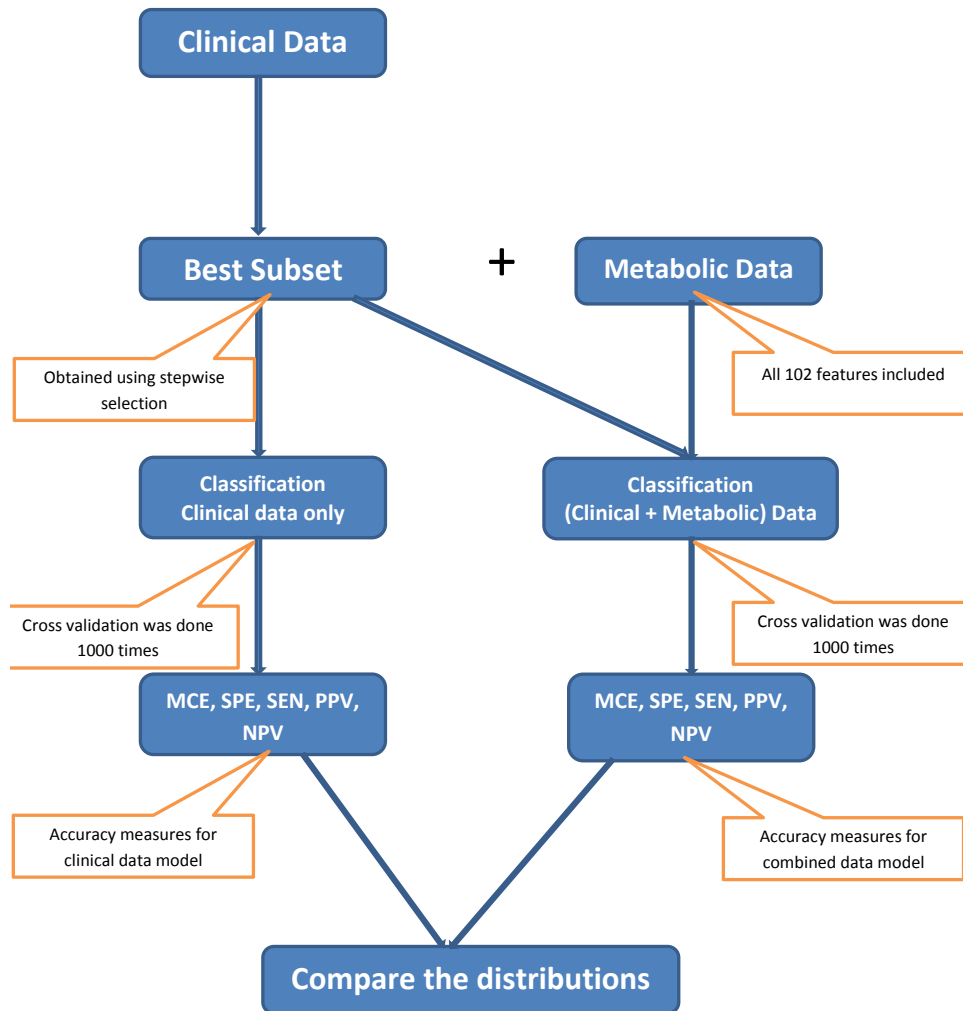 Clinical Data
Best Subset
+
Metabolic Data
Obtained using stepwise
selection
All 102 features included
Classification
Clinical data only
Classification
(Clinical + Metabolic) Data
Cross validation was done
1000 times
Cross validation was done
1000 times
MCE, SPE, SEN, PPV,
NPV
MCE, SPE, SEN, PPV,
NPV
Accuracy measures for
clinical data model
Accuracy measures for
combined data model
Compare the distributions